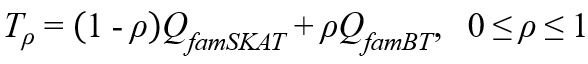 T_ρ = (1 - ρ)Q_famSKAT + ρQ_famBT, 0 ≤ ρ ≤ 1